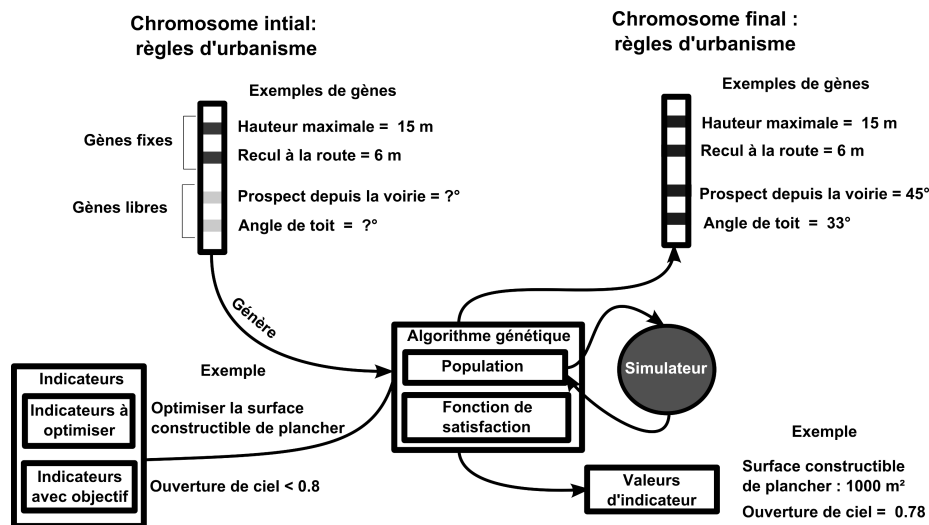 Chromosome intial:
règles d'urbanisme
Exemples de gènes
Gènes fixes
Hauteur maximale = 15 m
Recul à la route = 6 m
Gènes libres
Prospect depuis la voirie = ?°
Angle de toit = ?°
Chromosome final :
règles d'urbanisme
Exemples de gènes
Hauteur maximale = 15 m
Recul à la route = 6 m
Prospect depuis la voirie = 45°
Angle de toit = 33°
Génère
Algorithme génétique
Population
Fonction de
satisfaction
Simulateur
Exemple
Indicateurs
Indicateurs à
optimiser
Optimiser la surface
constructible de plancher
Indicateurs
avec objectif
Ouverture de ciel < 0.8
Valeurs
d'indicateur
Exemple
Surface constructible
de plancher : 1000 m²
Ouverture de ciel = 0.78